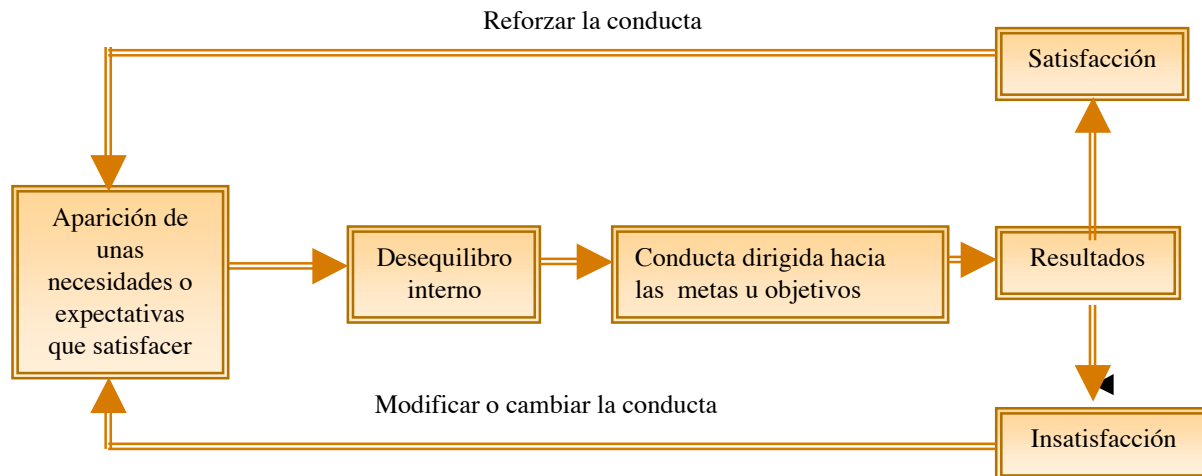 Reforzar la conducta
Satisfacción
Aparición de
unas
necesidades o
expectativas
que satisfacer
Desequilibro
interno
Conducta dirigida hacia
las metas u objetivos
Resultados
Modificar o cambiar la conducta
Insatisfacción